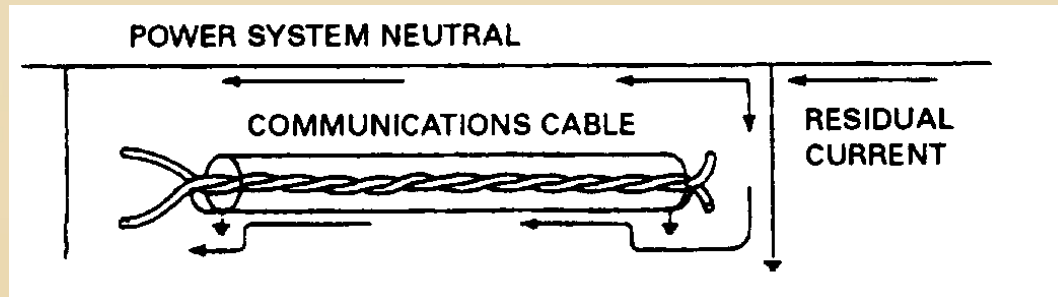 POWER SYSTEM NEUTRAL
COMMUNICATIONS CABLE
RESIDUAL
CURRENT